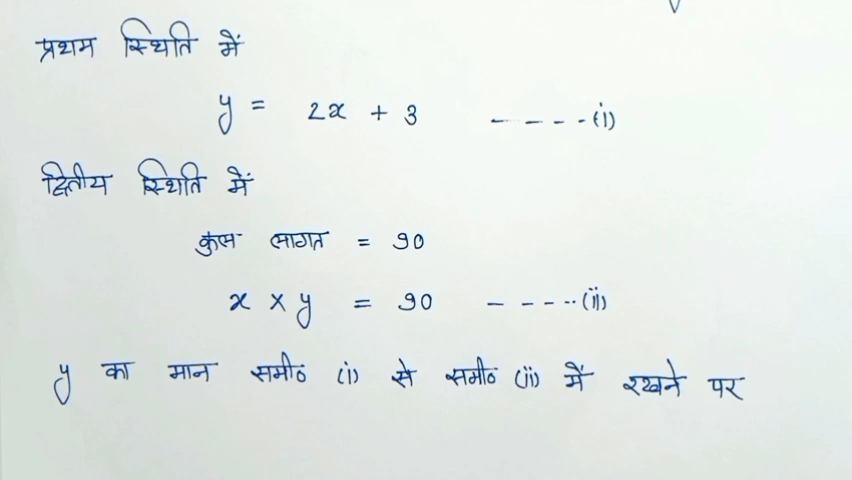 प्रथम स्थिति में
y = 2x + 3 ----(i)
द्वितीय स्थिति में
कुल लागत = 90
x × y = 90 ----(ii)
y का मान समी० (i) से समी० (ii) में रखने पर